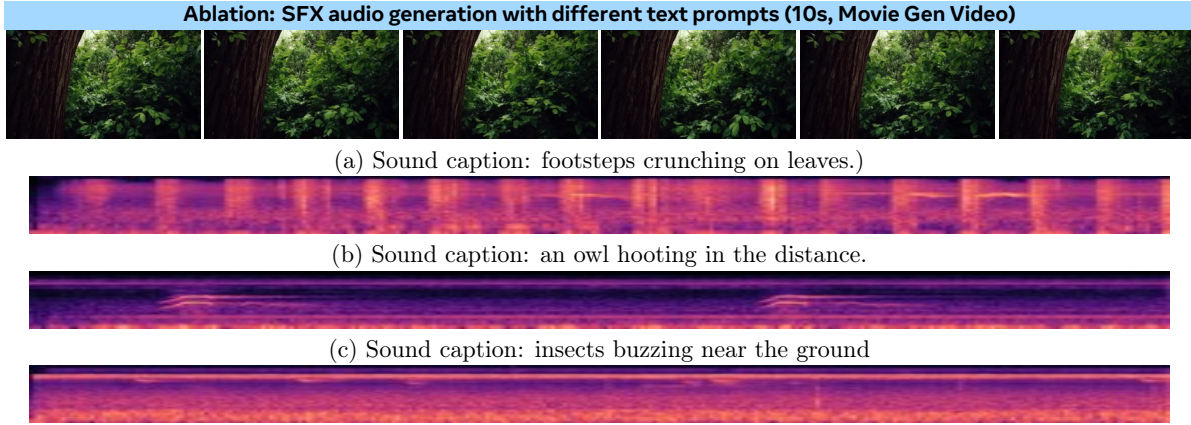 Ablation: SFX audio generation with different text prompts (10s, Movie Gen Video)
(a) Sound caption: footsteps crunching on leaves.)
(b) Sound caption: an owl hooting in the distance.
(c) Sound caption: insects buzzing near the ground